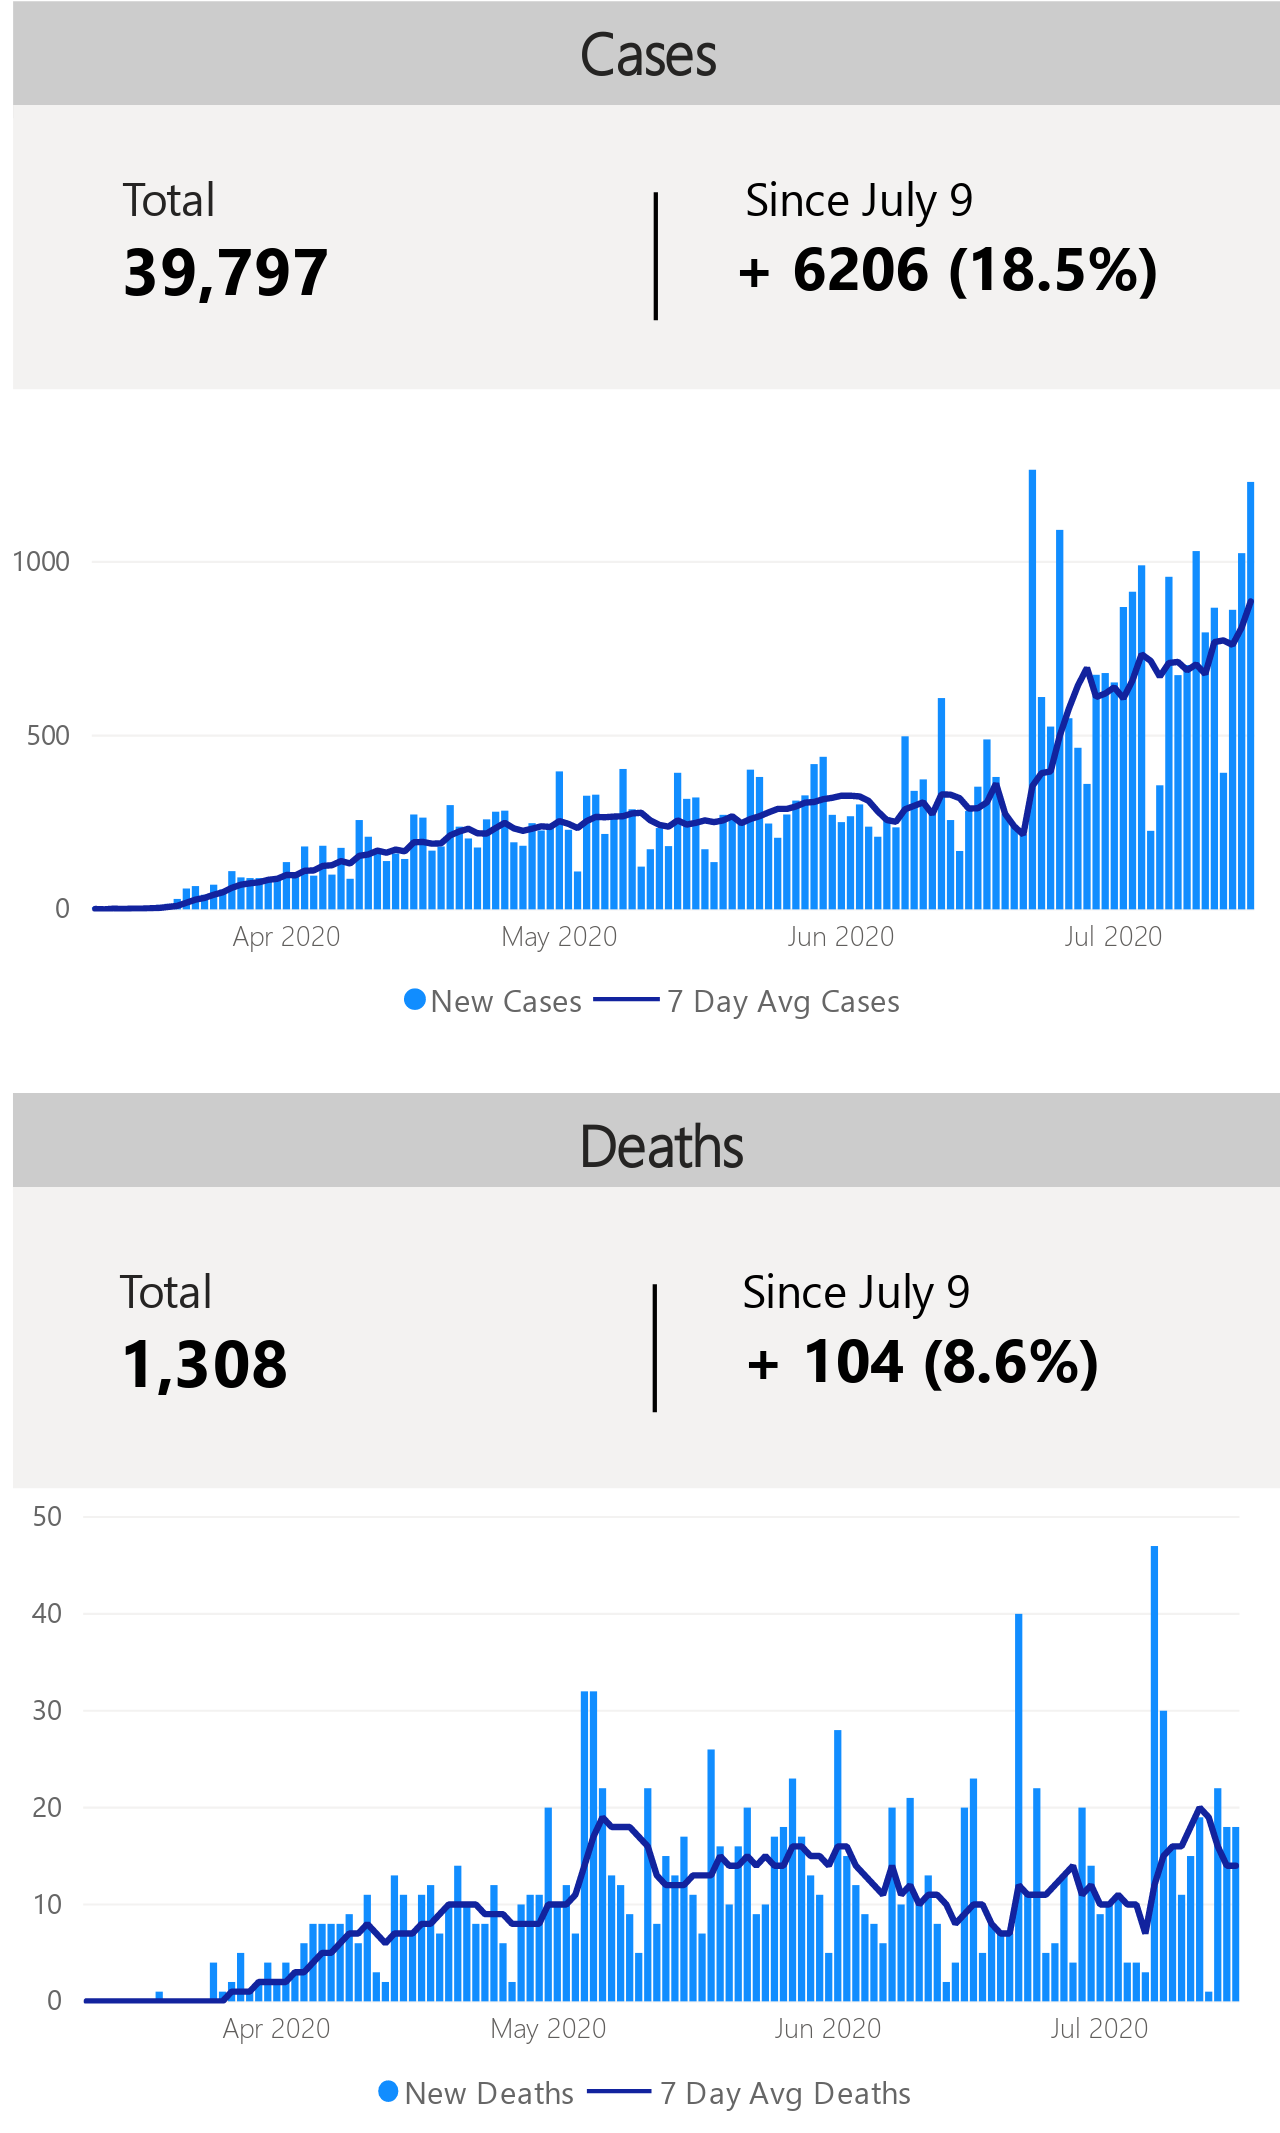 Cases
Total
Since July 9
39,797
+ 6206 (18.5%)
1000
500
0
Apr 2020
May 2020
Jun 2020
Jul 2020
New Cases
7 Day Avg Cases
Deaths
Total
Since July 9
1,308
+ 104 (8.6%)
50
40
30
20
10
0
Apr 2020
May 2020
Jun 2020
Jul 2020
New Deaths
7 Day Avg Deaths